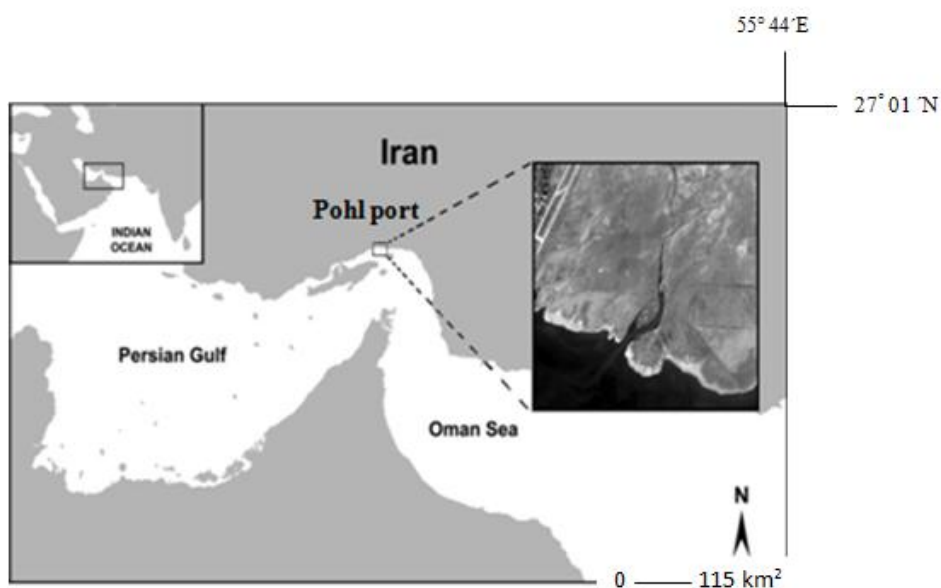 55° 44´E
27° 01 ´N
Iran
Pohl port
INDIAN
OCEAN
Persian Gulf
Oman Sea
N
0 115 km²